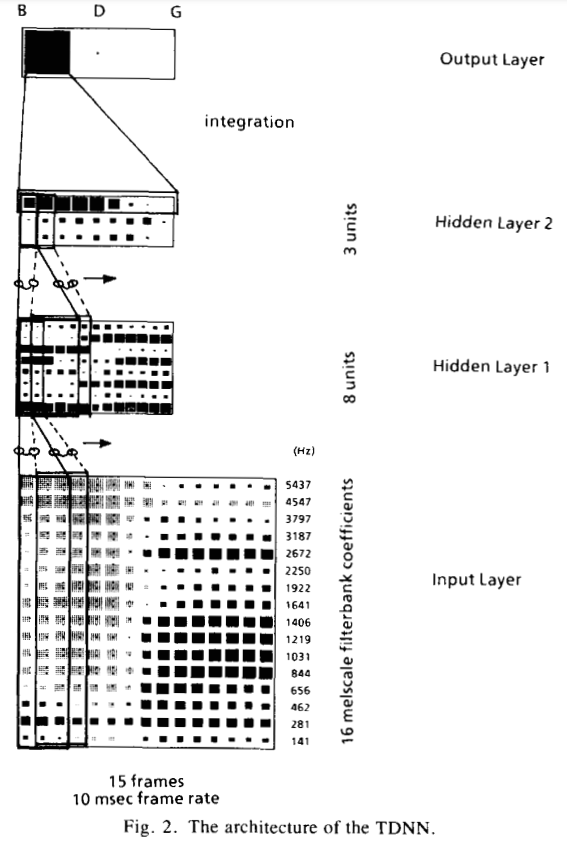 B D G
Output Layer
integration
3 units
Hidden Layer 2
8 units
Hidden Layer 1
(Hz)
5437
4547
3797
3187
2672
2250
1922
1641
1406
1219
1031
844
656
462
281
141
16 melscale filterbank coefficients
Input Layer
15 frames
10 msec frame rate
Fig. 2. The architecture of the TDNN.